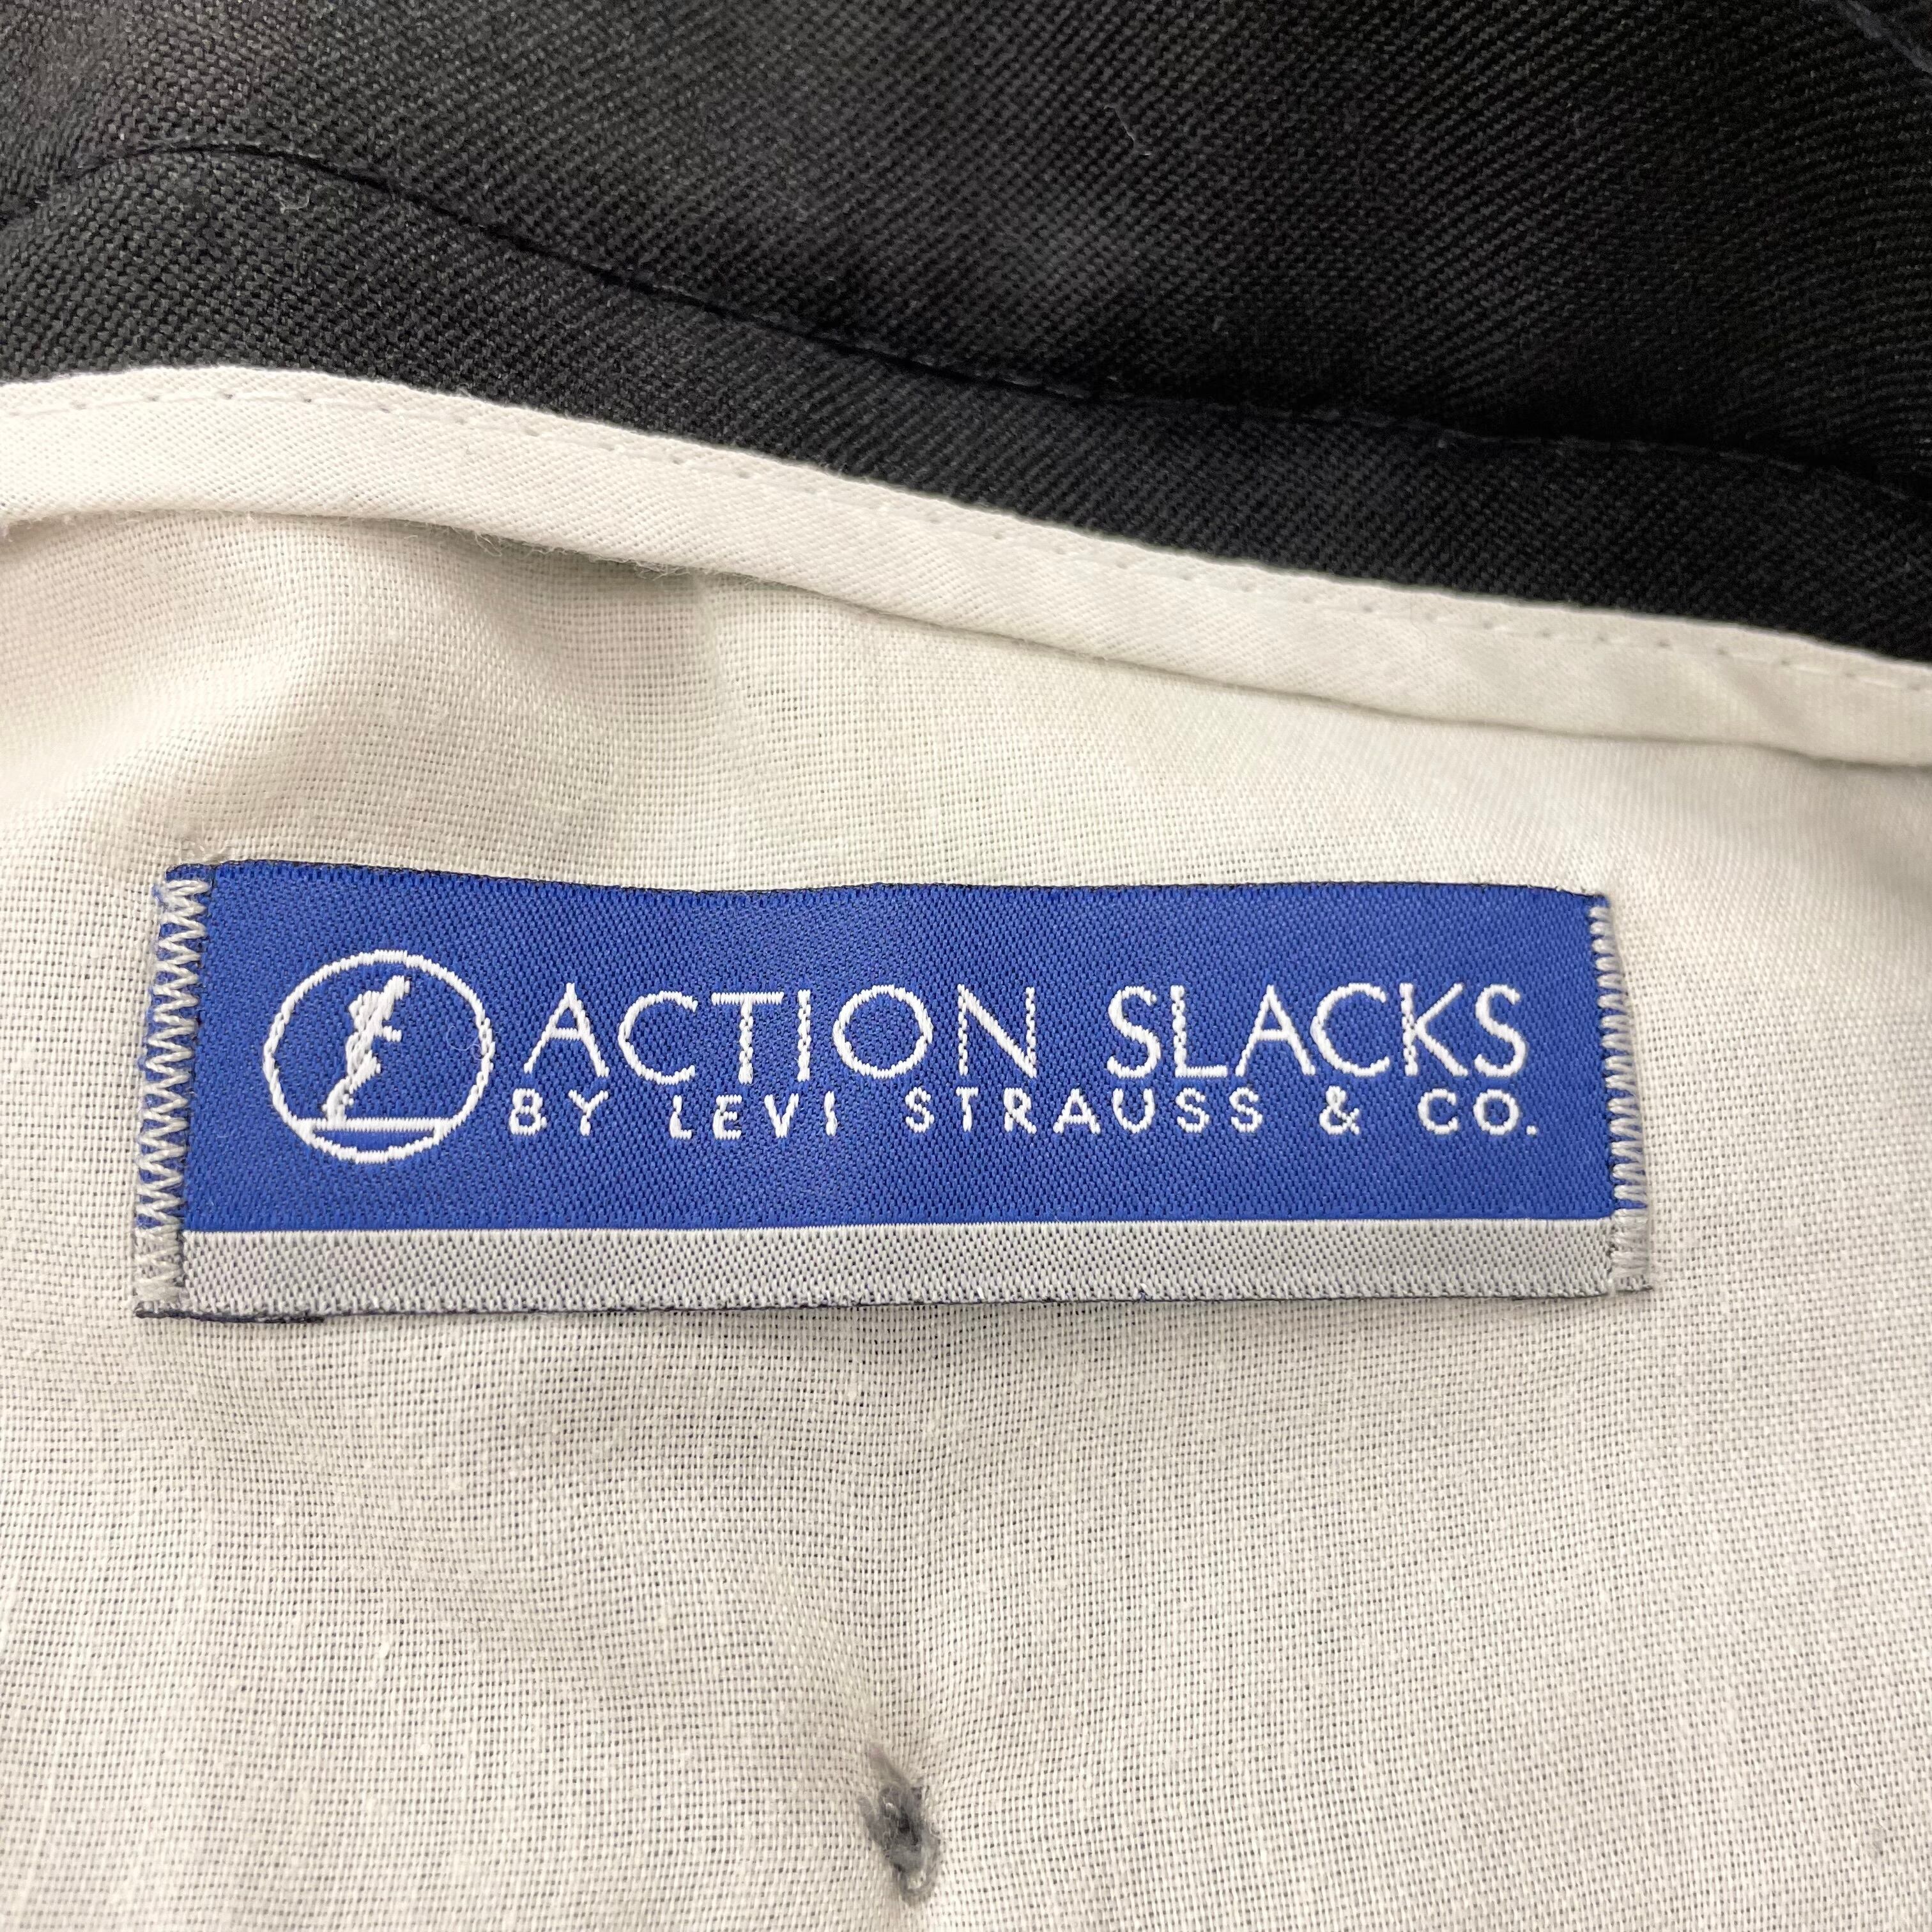 ACTION SLACKS
BY LEVI STRAUSS & CO.